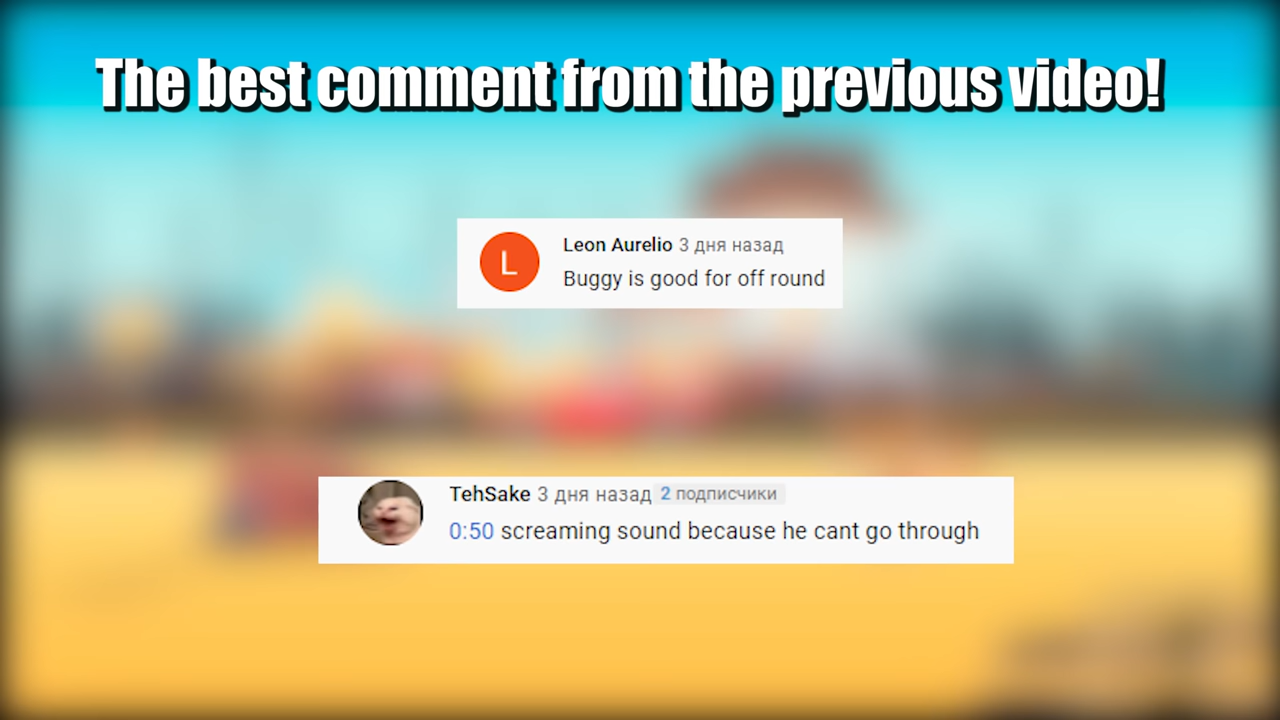 The best comment from the previous video!
L
Leon Aurelio 3 дня назад
Buggy is good for off round
TehSake 3 дня назад 2 подписчики
0:50 screaming sound because he cant go through